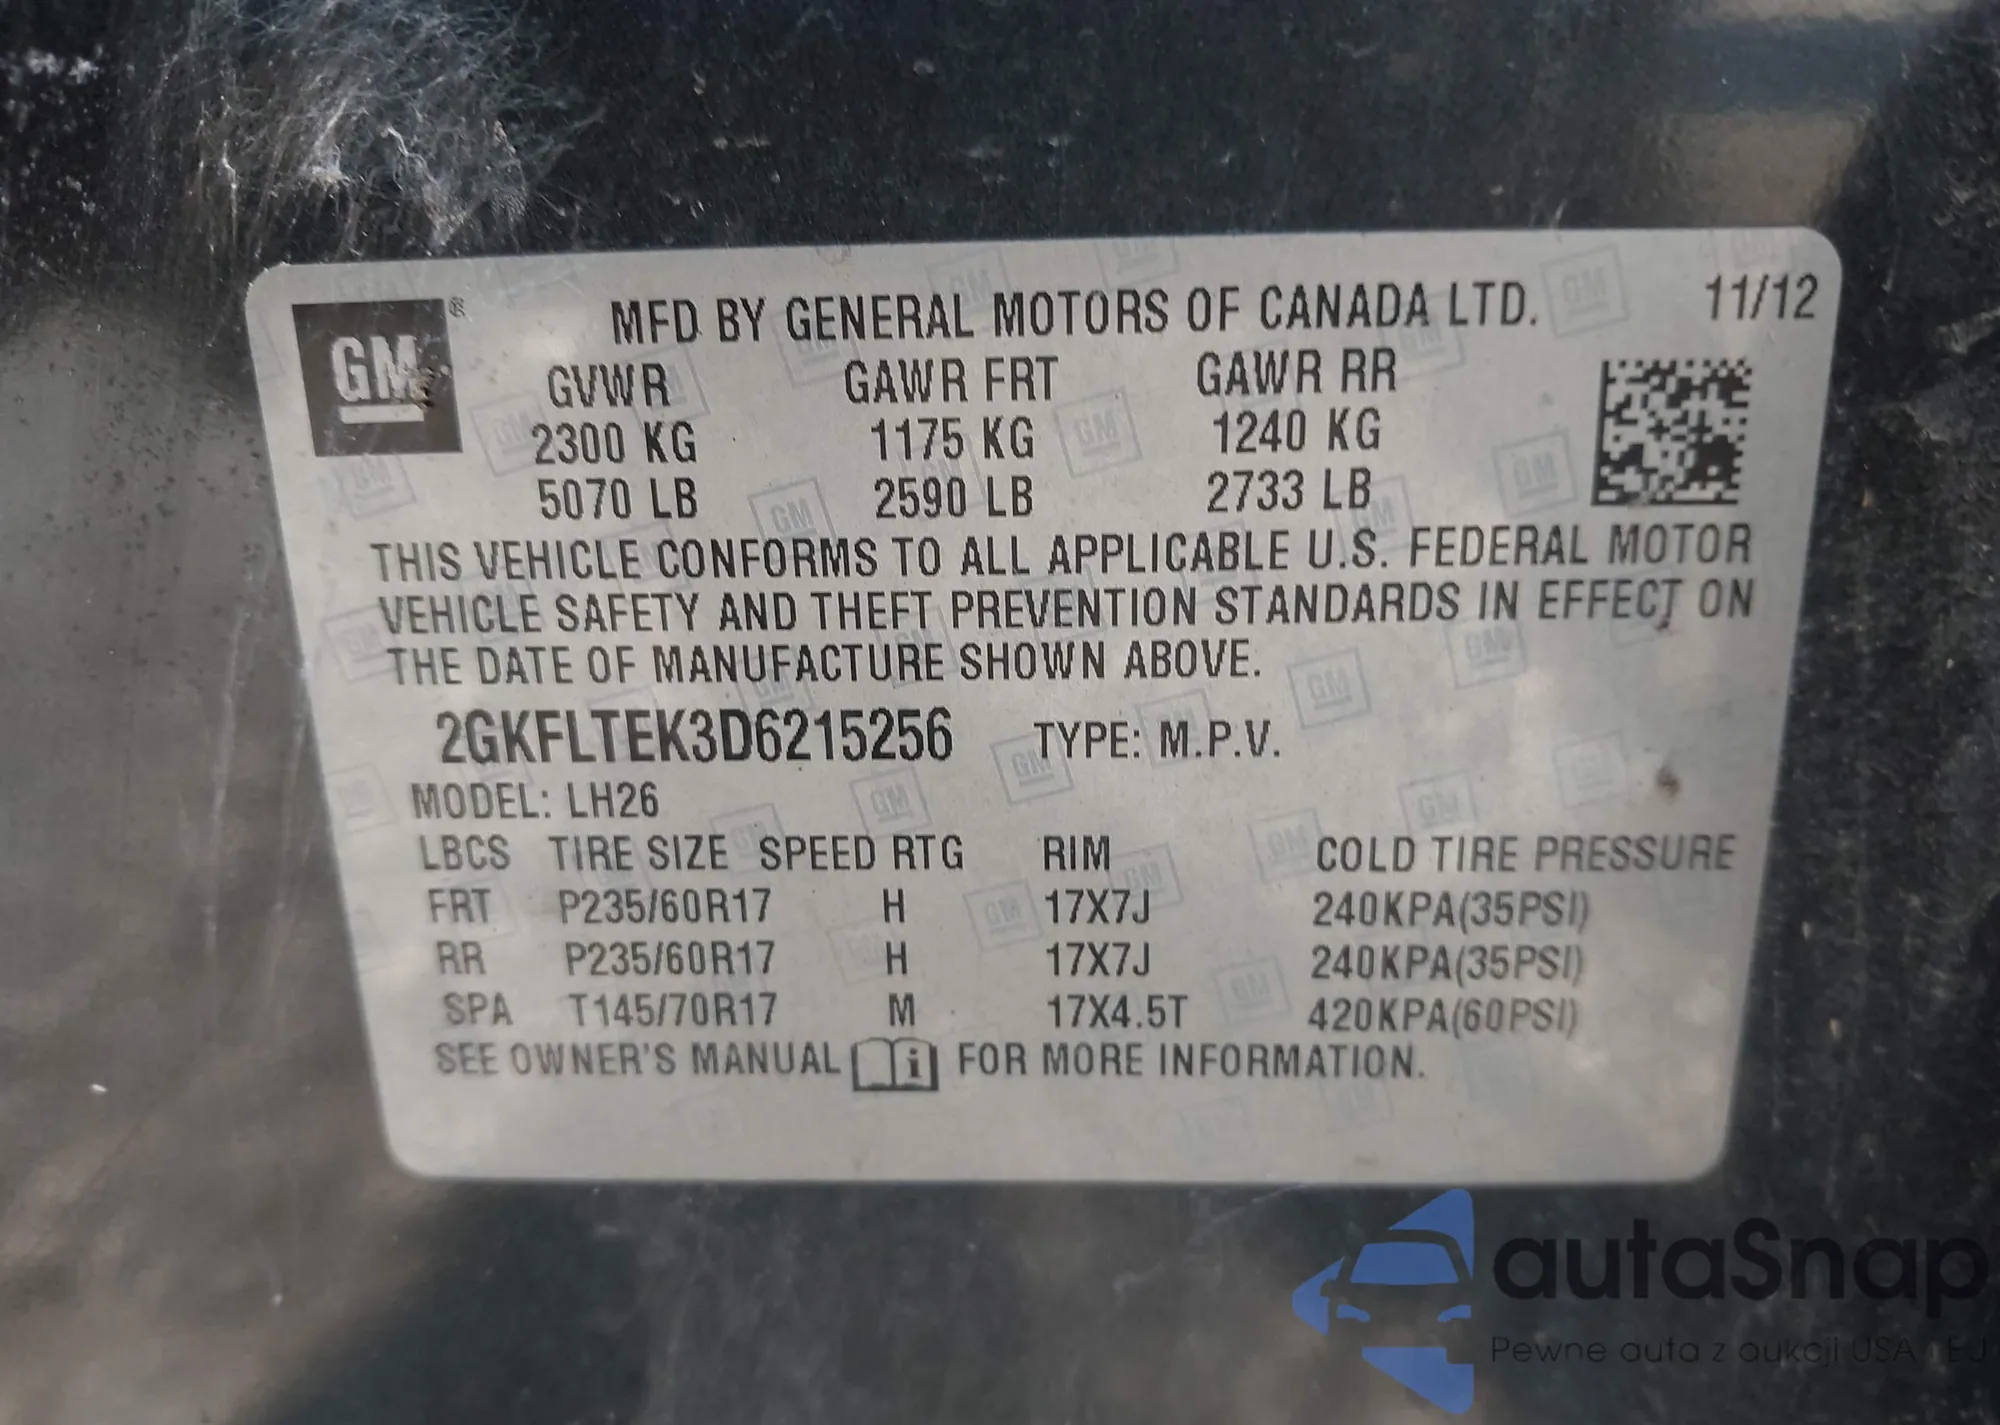 GM ®
MFD BY GENERAL MOTORS OF CANADA LTD. 11/12
GVWR GAWR FRT GAWR RR
2300 KG 1175 KG 1240 KG
5070 LB 2590 LB 2733 LB
THIS VEHICLE CONFORMS TO ALL APPLICABLE U.S. FEDERAL MOTOR
VEHICLE SAFETY AND THEFT PREVENTION STANDARDS IN EFFECT ON
THE DATE OF MANUFACTURE SHOWN ABOVE.
2GKFLTEK3D6215256 TYPE: M.P.V.
MODEL: LH26
LBCS TIRE SIZE SPEED RTG RIM COLD TIRE PRESSURE
FRT P235/60R17 H 17X7J 240KPA(35PSI)
RR P235/60R17 H 17X7J 240KPA(35PSI)
SPA T145/70R17 M 17X4.5T 420KPA(60PSI)
SEE OWNER'S MANUAL i FOR MORE INFORMATION.
autaSnap
Pewne auta z aukcji USA i EU